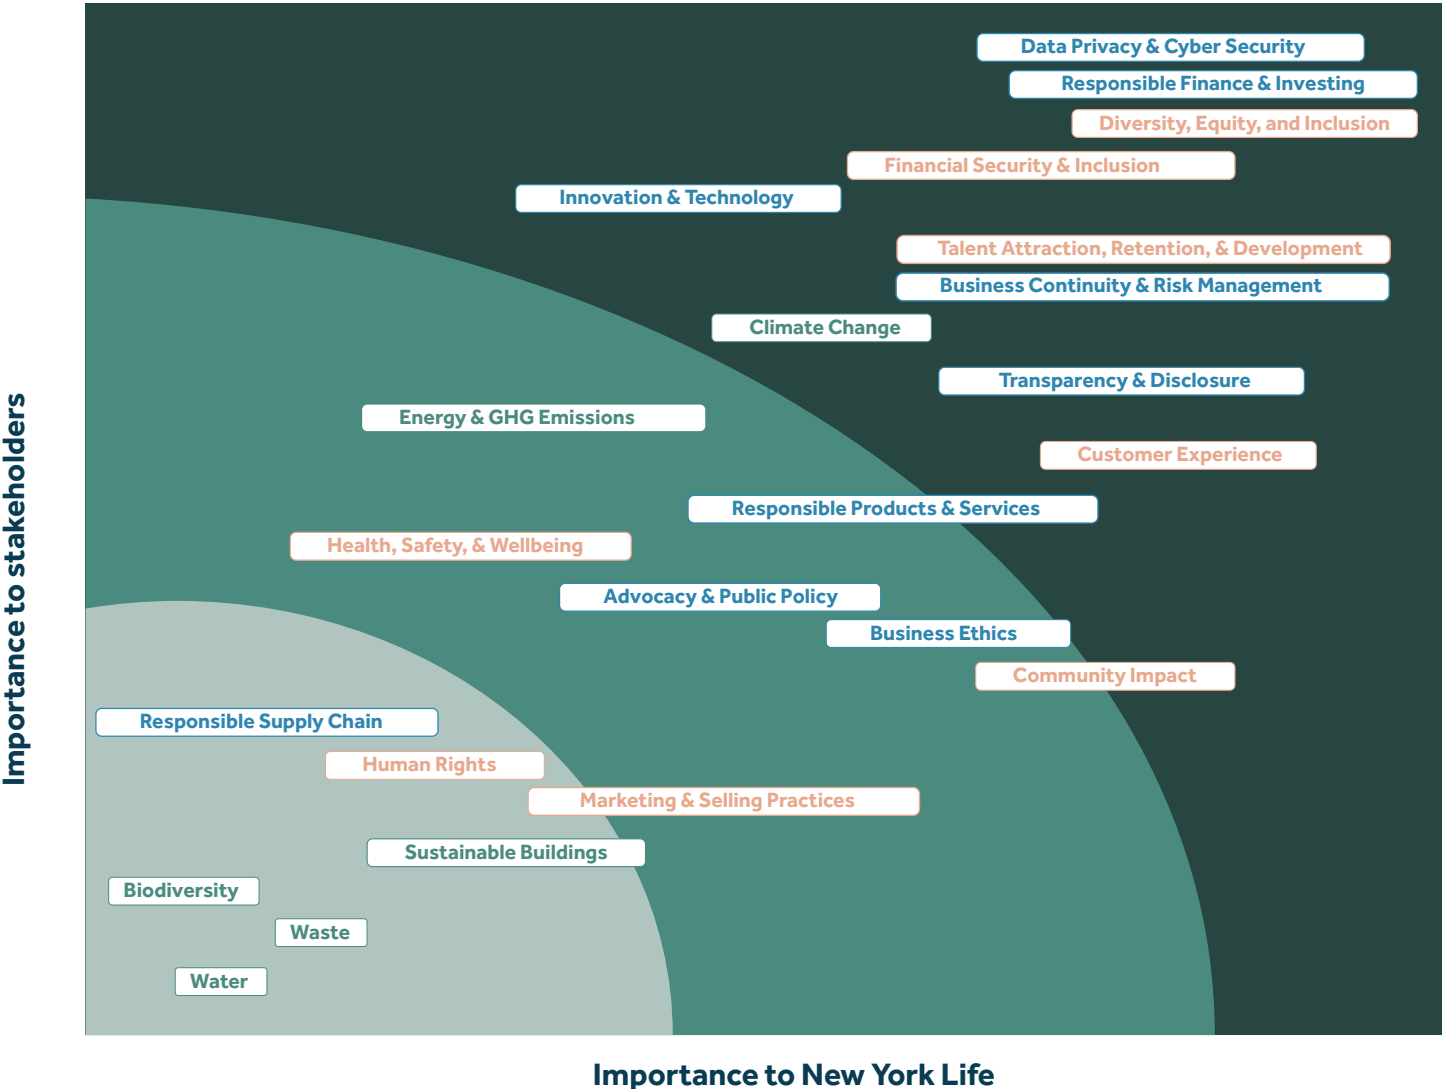 Data Privacy & Cyber Security
Responsible Finance & Investing
Diversity, Equity, and Inclusion
Financial Security & Inclusion
Innovation & Technology
Talent Attraction, Retention, & Development
Business Continuity & Risk Management
Climate Change
Transparency & Disclosure
Energy & GHG Emissions
Customer Experience
Responsible Products & Services
Health, Safety, & Wellbeing
Advocacy & Public Policy
Business Ethics
Community Impact
Responsible Supply Chain
Human Rights
Marketing & Selling Practices
Sustainable Buildings
Biodiversity
Waste
Water
Importance to stakeholders
Importance to New York Life